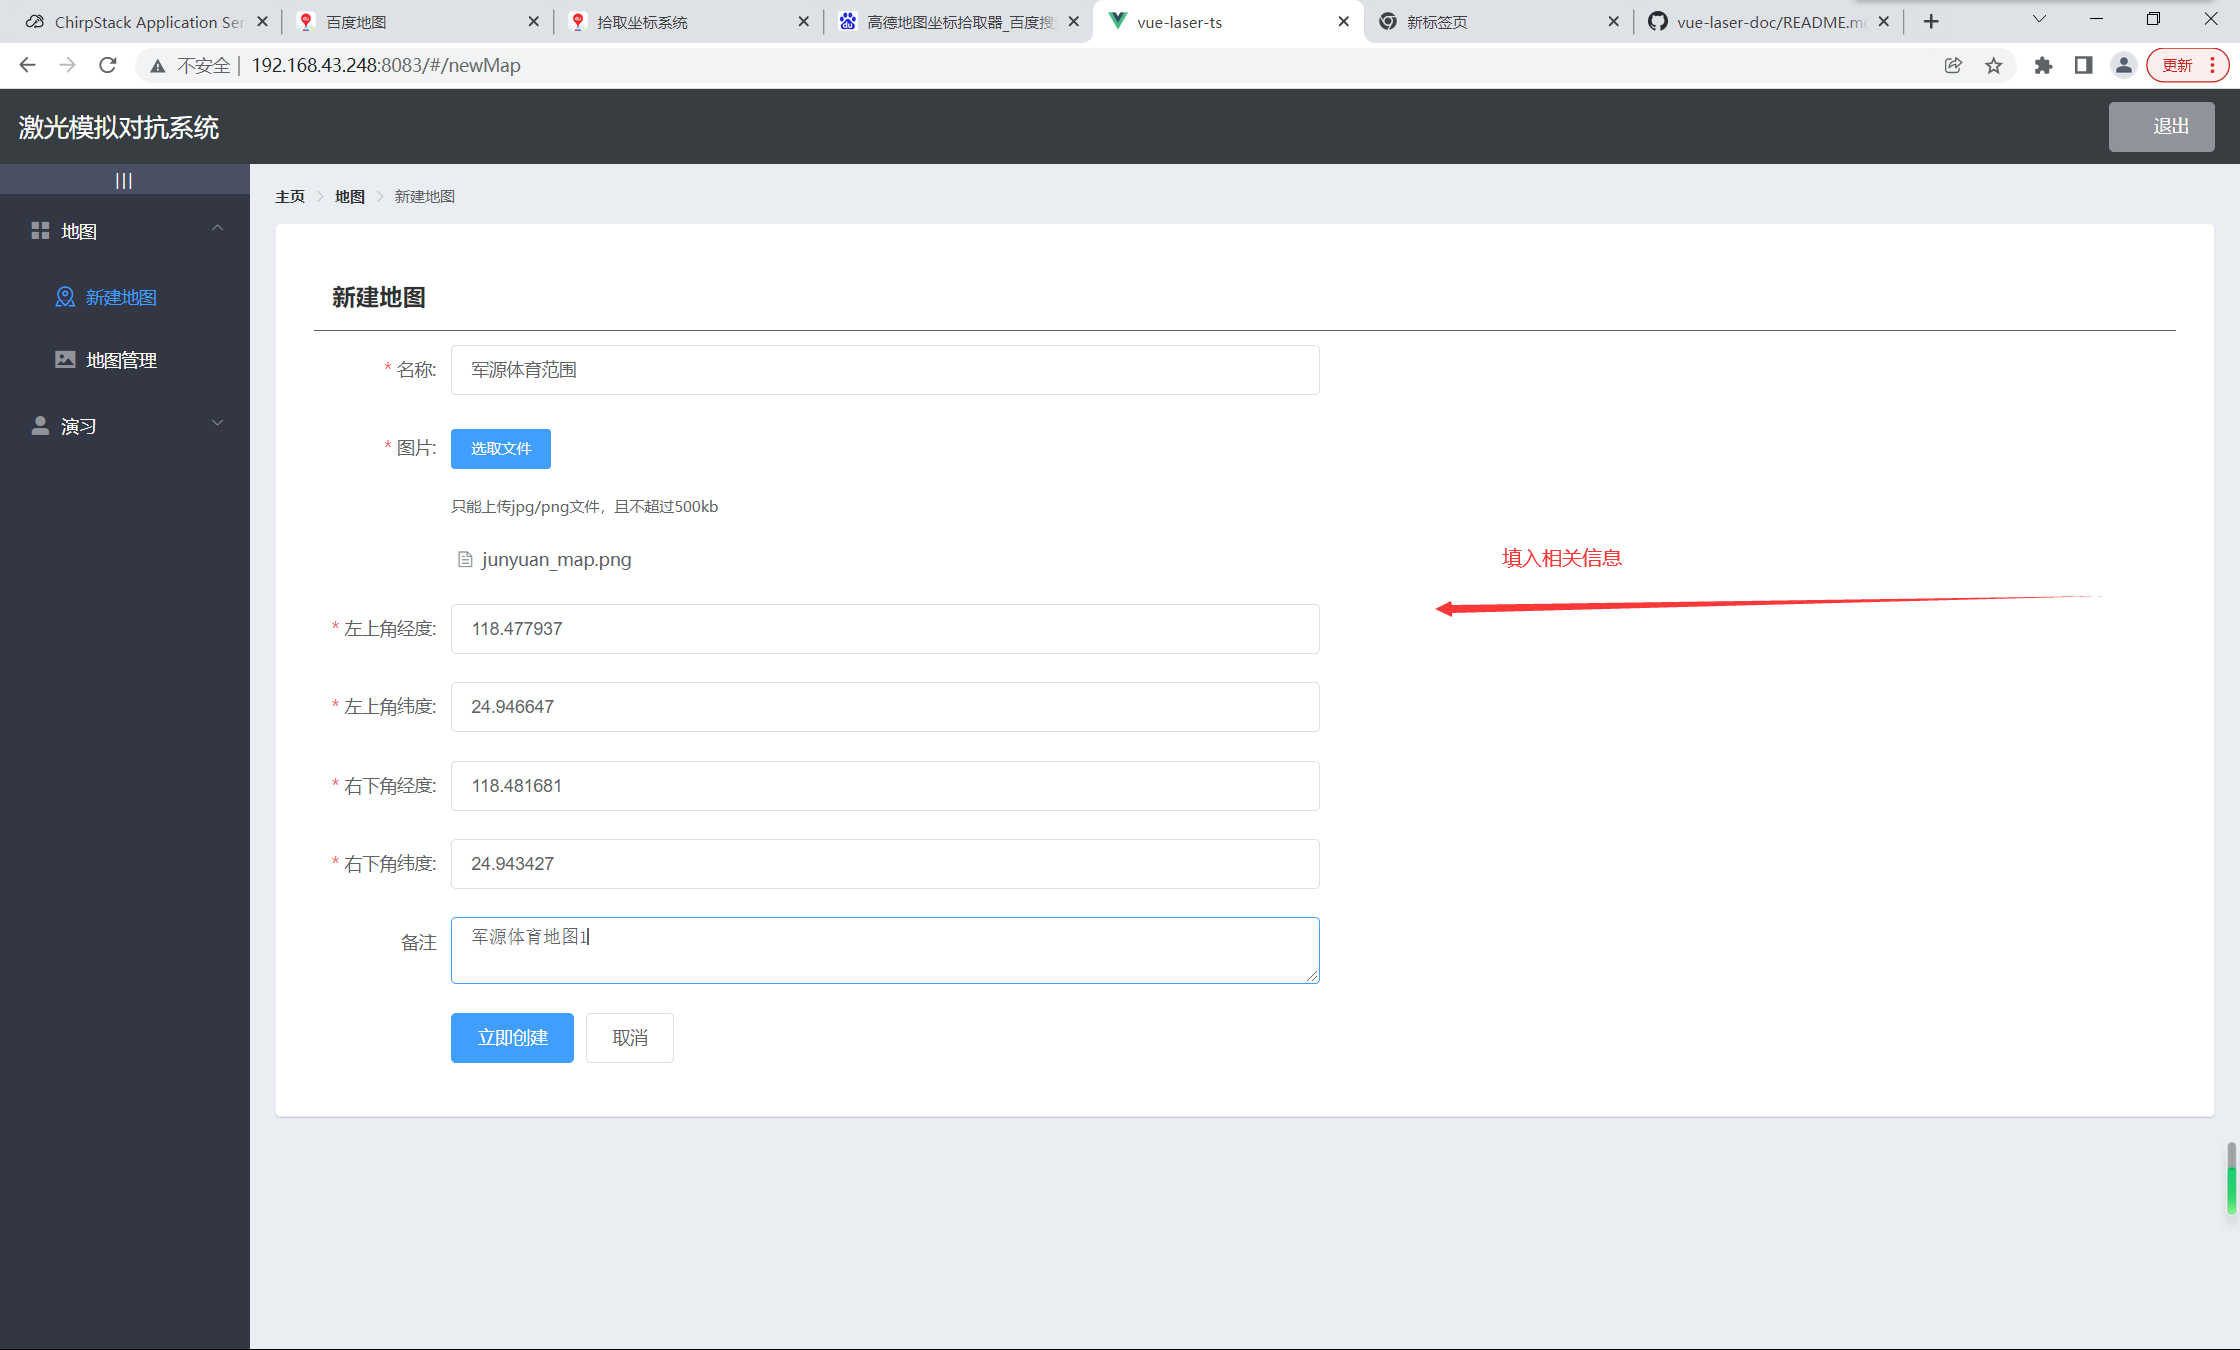 ChirpStack Application Ser
百度地图
拾取坐标系统
高德地图坐标拾取器_百度搜
vue-laser-ts
新标签页
vue-laser-doc/README.m
不安全 192.168.43.248:8083/#/newMap
更新
激光模拟对抗系统
退出
主页 地图 新建地图
地图
新建地图
地图管理
演习
新建地图
* 名称: 军源体育范围
* 图片: 选取文件
只能上传jpg/png文件，且不超过500kb
junyuan_map.png
填入相关信息
* 左上角经度: 118.477937
* 左上角纬度: 24.946647
* 右下角经度: 118.481681
* 右下角纬度: 24.943427
备注 军源体育地图1
立即创建 取消